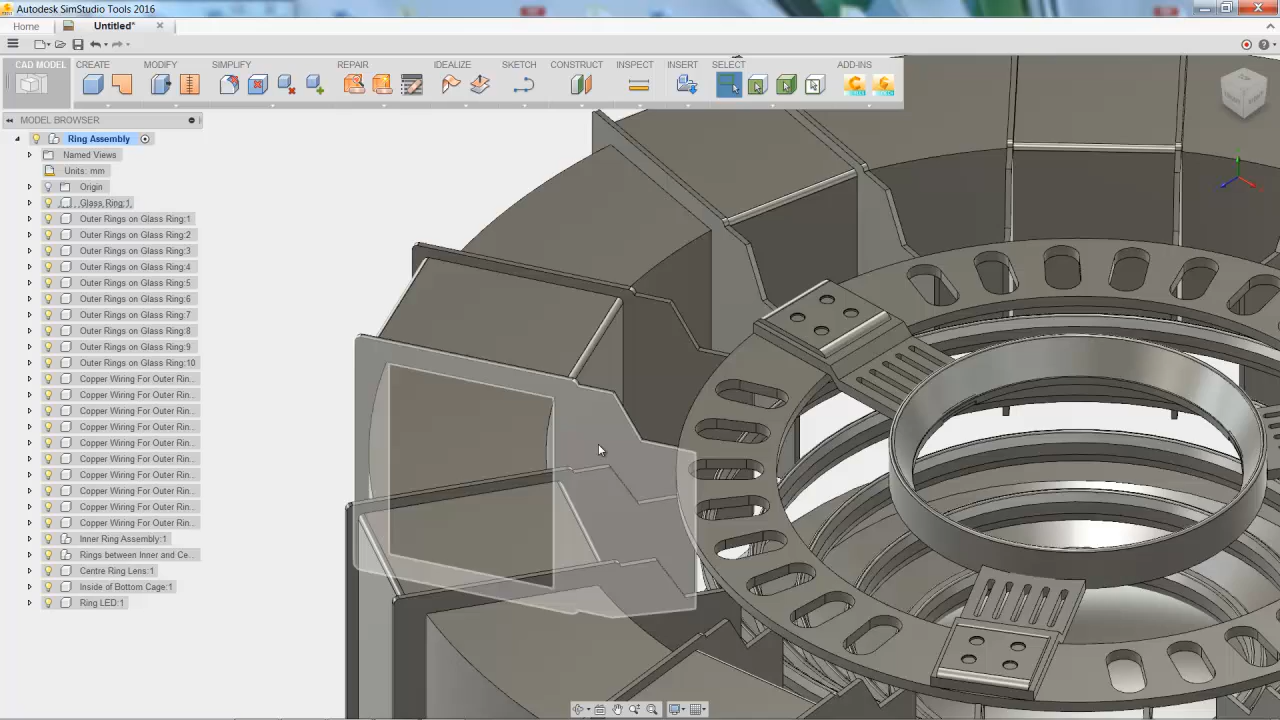 Autodesk SimStudio Tools 2016
Home Untitled*
CAD MODEL CREATE MODIFY SIMPLIFY REPAIR IDEALIZE SKETCH CONSTRUCT INSPECT INSERT SELECT ADD-INS
MODEL BROWSER
Ring Assembly
Named Views
Units: mm
Origin
Glass Ring:1
Outer Rings on Glass Ring:1
Outer Rings on Glass Ring:2
Outer Rings on Glass Ring:3
Outer Rings on Glass Ring:4
Outer Rings on Glass Ring:5
Outer Rings on Glass Ring:6
Outer Rings on Glass Ring:7
Outer Rings on Glass Ring:8
Outer Rings on Glass Ring:9
Outer Rings on Glass Ring:10
Copper Wiring For Outer Rin...
Copper Wiring For Outer Rin...
Copper Wiring For Outer Rin...
Copper Wiring For Outer Rin...
Copper Wiring For Outer Rin...
Copper Wiring For Outer Rin...
Copper Wiring For Outer Rin...
Copper Wiring For Outer Rin...
Copper Wiring For Outer Rin...
Copper Wiring For Outer Rin...
Inner Ring Assembly:1
Rings between Inner and Ce...
Centre Ring Lens:1
Inside of Bottom Cage:1
Ring LED:1